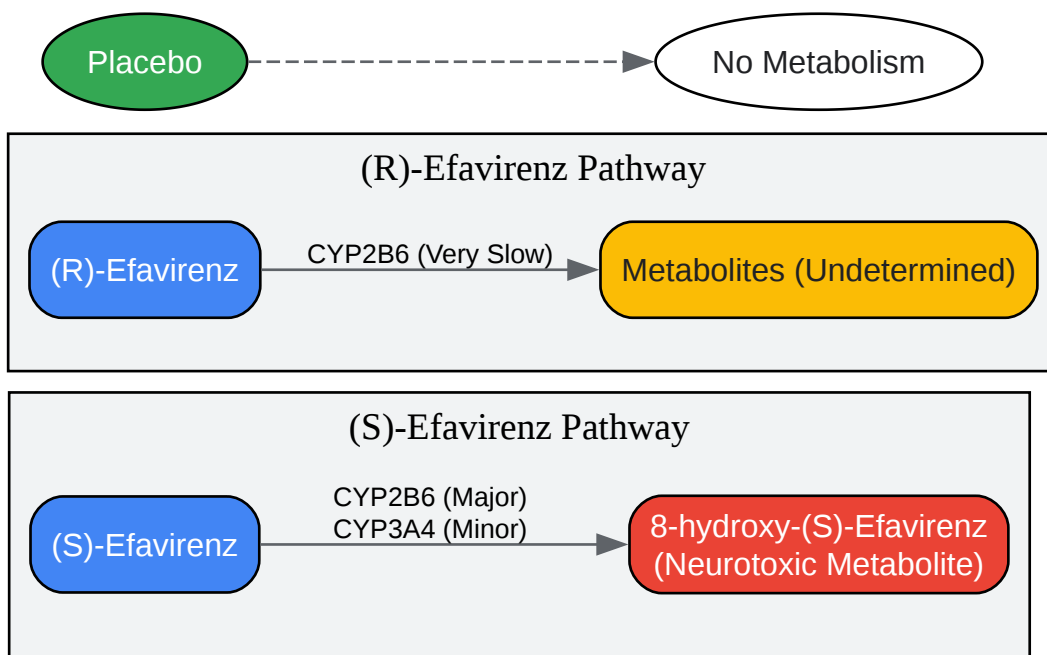 Placebo
No Metabolism
(R)-Efavirenz Pathway
(R)-Efavirenz
CYP2B6 (Very Slow)
Metabolites (Undetermined)
(S)-Efavirenz Pathway
(S)-Efavirenz
CYP2B6 (Major)
CYP3A4 (Minor)
8-hydroxy-(S)-Efavirenz
(Neurotoxic Metabolite)